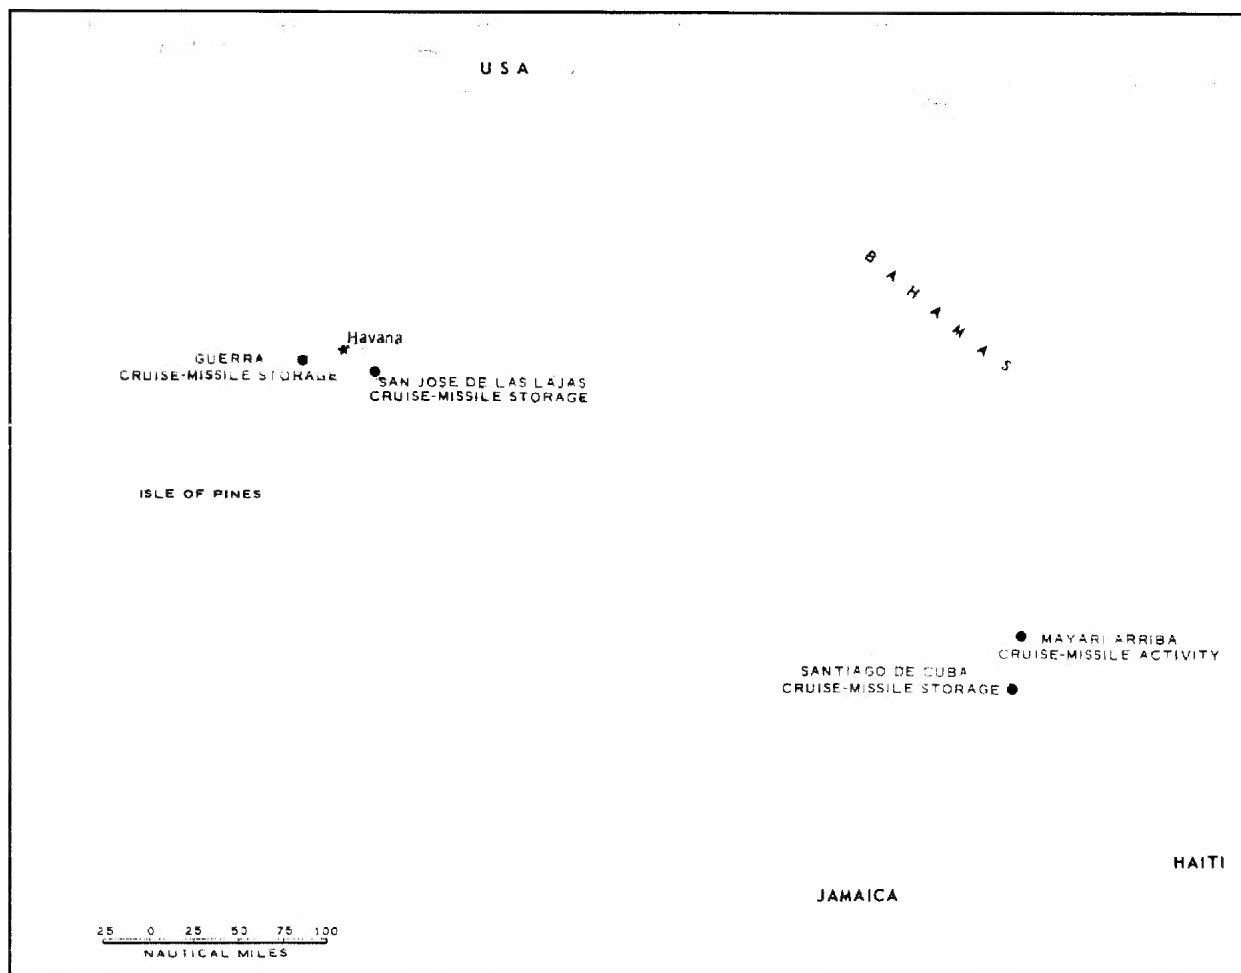 USA
BAHAMAS
Havana
GUERRA
CRUISE-MISSILE STORAGE
SAN JOSE DE LAS LAJAS
CRUISE-MISSILE STORAGE
ISLE OF PINES
MAYARI ARRIBA
CRUISE-MISSILE ACTIVITY
SANTIAGO DE CUBA
CRUISE-MISSILE STORAGE
HAITI
JAMAICA
25 0 25 50 75 100
NAUTICAL MILES